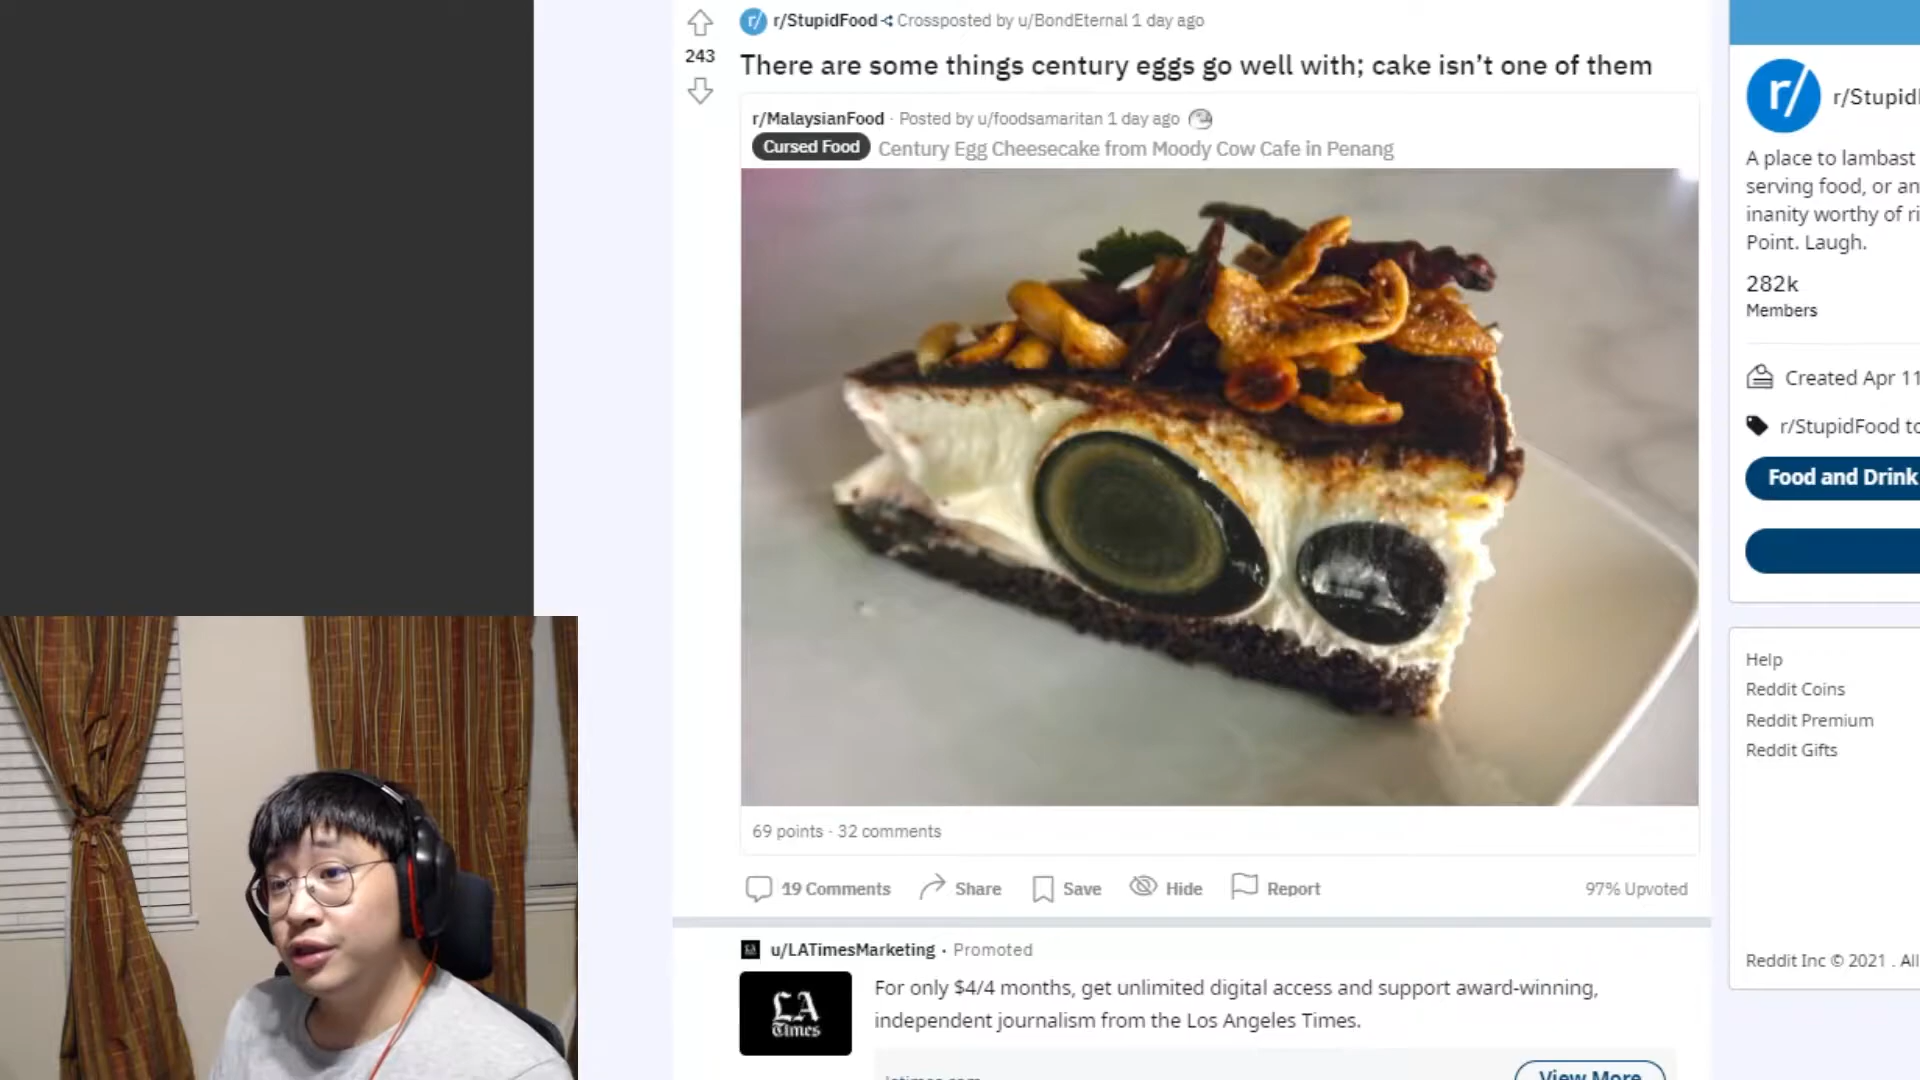 r/StupidFood Crossposted by u/BondEternal 1 day ago
243
There are some things century eggs go well with; cake isn't one of them
r/MalaysianFood · Posted by u/foodsamaritan 1 day ago
Cursed Food Century Egg Cheesecake from Moody Cow Cafe in Penang
69 points · 32 comments
19 Comments Share Save Hide Report 97% Upvoted
u/LATimesMarketing · Promoted
LA Times
For only $4/4 months, get unlimited digital access and support award-winning,
independent journalism from the Los Angeles Times.
latimes.com
View More
r/ r/Stupid
A place to lambast
serving food, or an
inanity worthy of ri
Point. Laugh.
282k
Members
Created Apr 11
r/StupidFood to
Food and Drink
Help
Reddit Coins
Reddit Premium
Reddit Gifts
Reddit Inc © 2021 . All